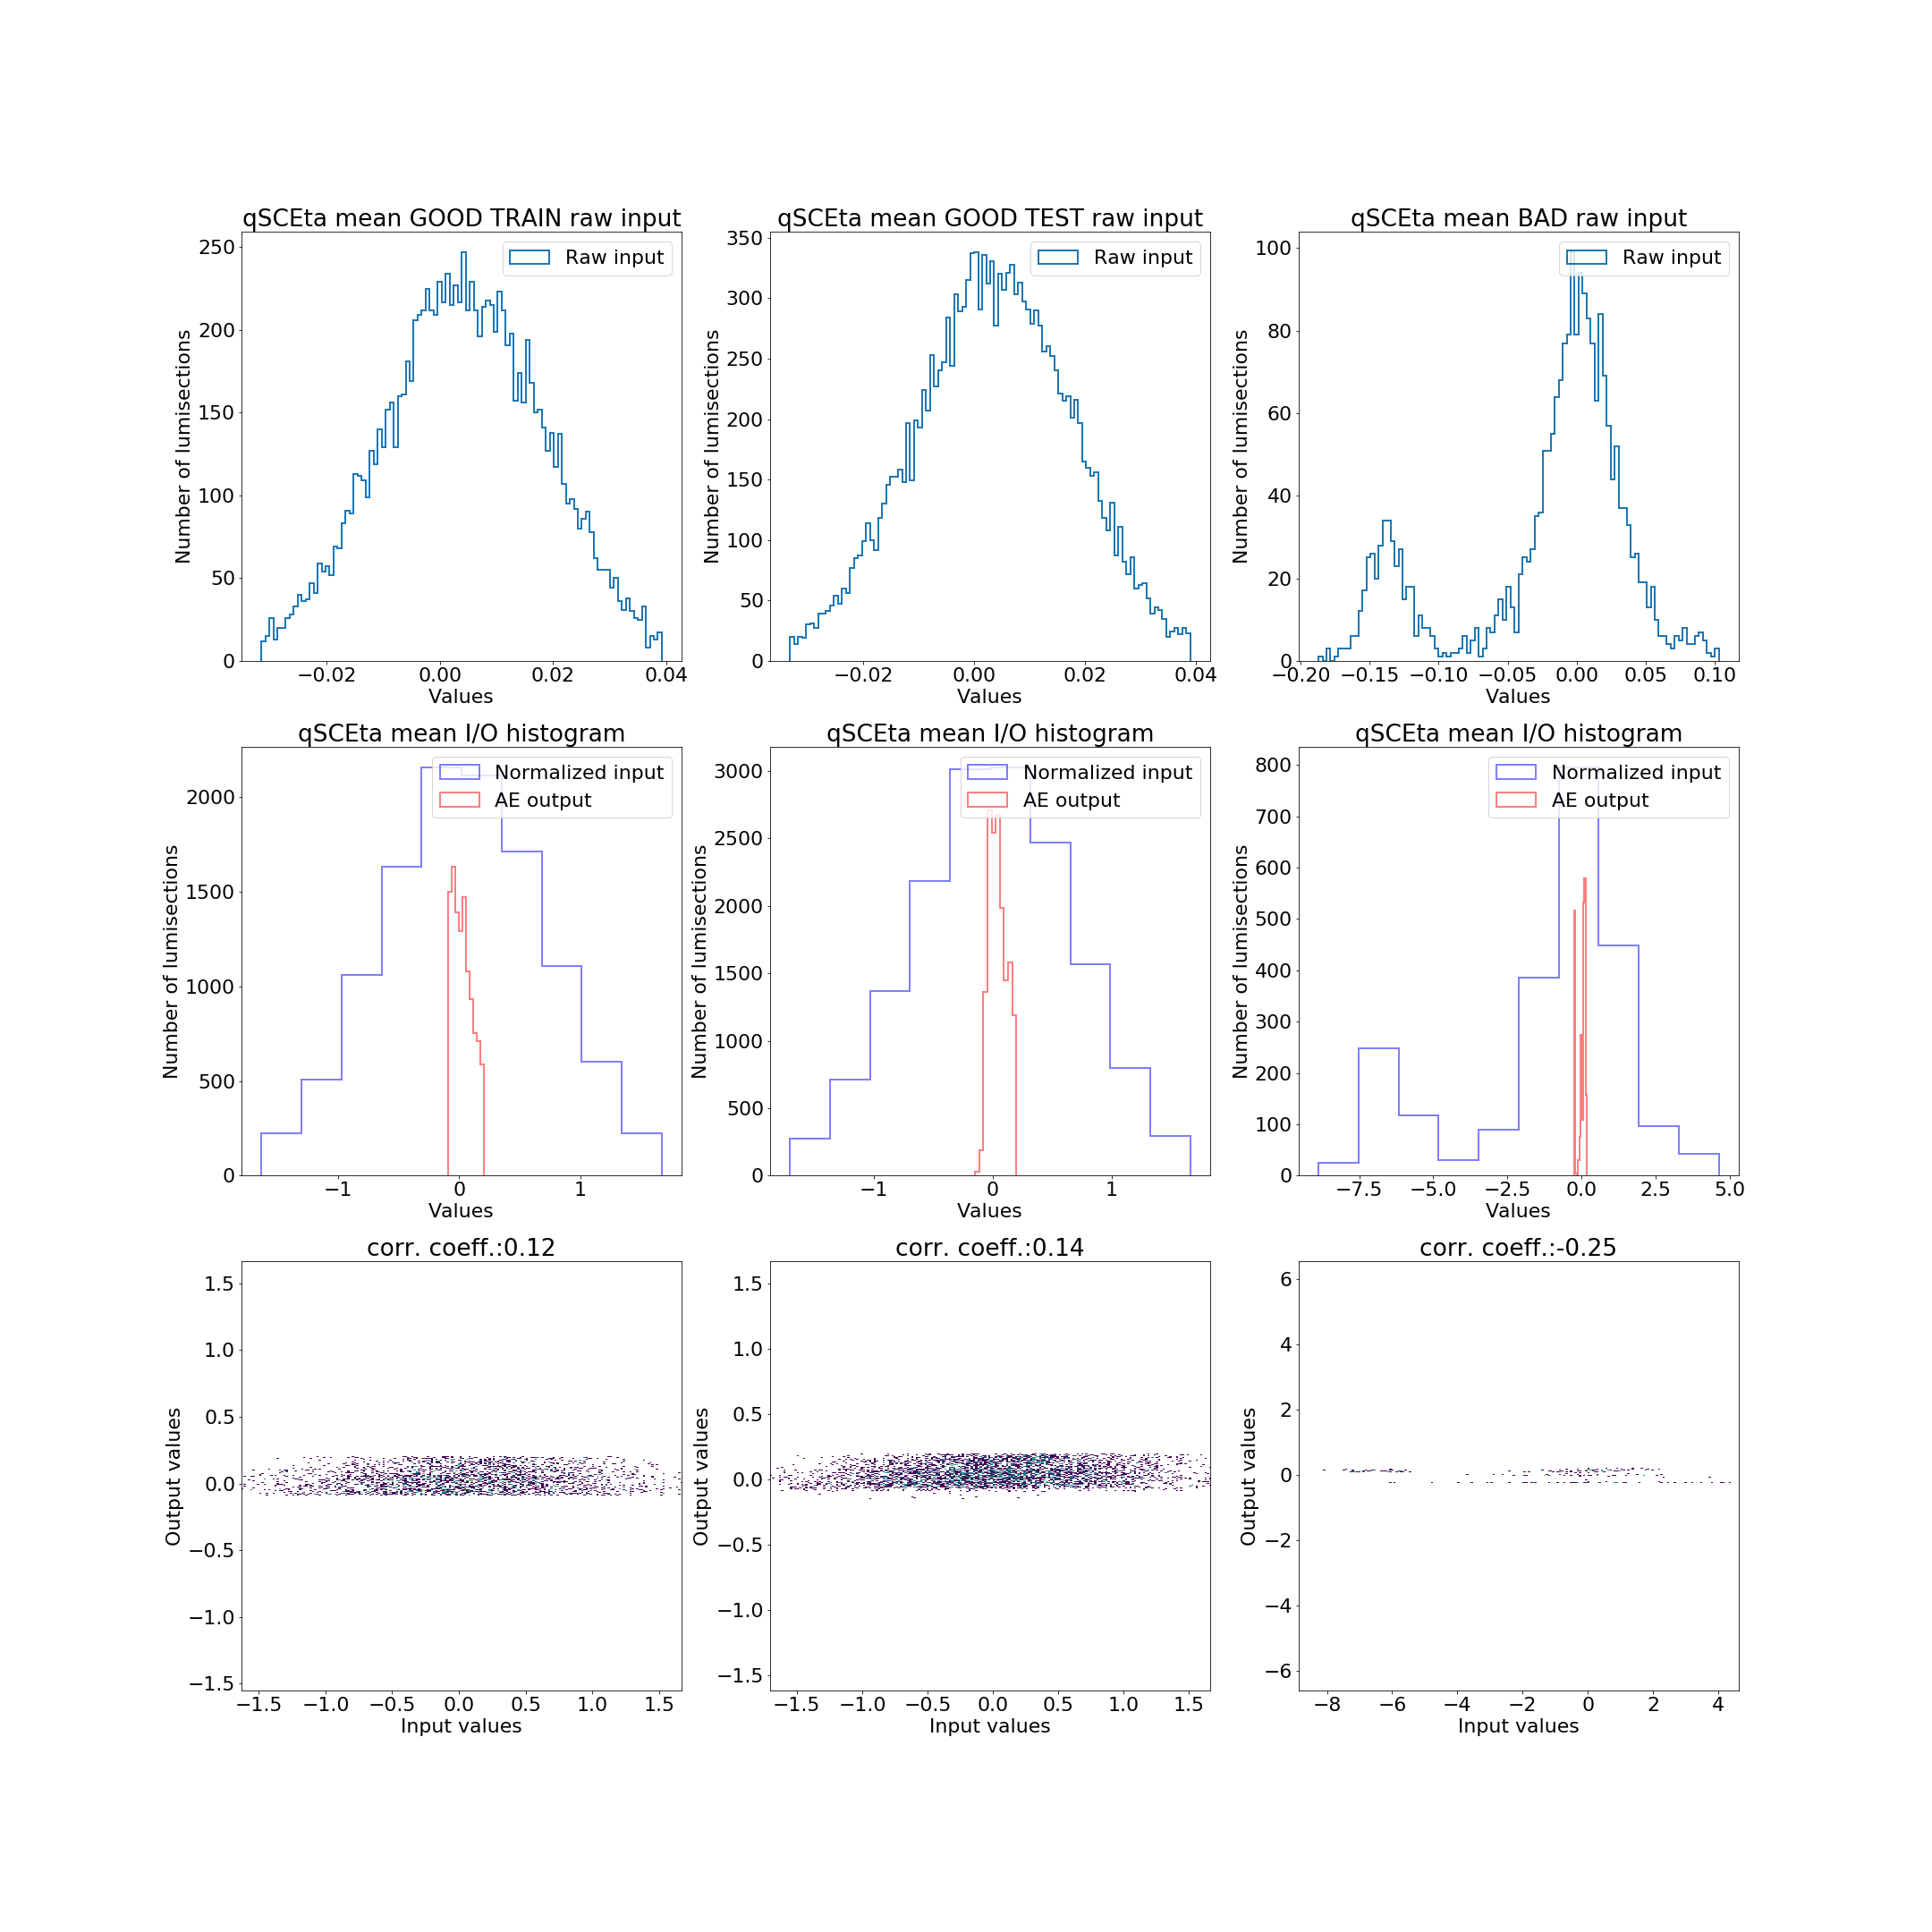 qSCEta mean GOOD TRAIN raw input
Raw input
250
200
150
100
50
0
−0.02 0.00 0.02 0.04
Values
Number of lumisections
qSCEta mean GOOD TEST raw input
Raw input
350
300
250
200
150
100
50
0
−0.02 0.00 0.02 0.04
Values
Number of lumisections
qSCEta mean BAD raw input
Raw input
100
80
60
40
20
0
−0.20 −0.15 −0.10 −0.05 0.00 0.05 0.10
Values
Number of lumisections
qSCEta mean I/O histogram
Normalized input
AE output
2000
1500
1000
500
0
−1 0 1
Values
Number of lumisections
qSCEta mean I/O histogram
Normalized input
AE output
3000
2500
2000
1500
1000
500
0
−1 0 1
Values
Number of lumisections
qSCEta mean I/O histogram
Normalized input
AE output
800
700
600
500
400
300
200
100
0
−7.5 −5.0 −2.5 0.0 2.5 5.0
Values
Number of lumisections
corr. coeff.:0.12
1.5
1.0
0.5
0.0
−0.5
−1.0
−1.5
−1.5 −1.0 −0.5 0.0 0.5 1.0 1.5
Input values
Output values
corr. coeff.:0.14
1.5
1.0
0.5
0.0
−0.5
−1.0
−1.5
−1.5 −1.0 −0.5 0.0 0.5 1.0 1.5
Input values
Output values
corr. coeff.:-0.25
6
4
2
0
−2
−4
−6
−8 −6 −4 −2 0 2 4
Input values
Output values